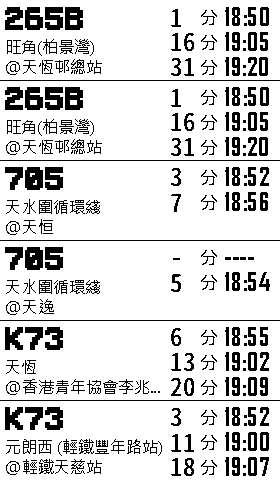 265B 1 分 18:50
旺角(柏景灣) 16 分 19:05
@天恆邨總站 31 分 19:20
265B 1 分 18:50
旺角(柏景灣) 16 分 19:05
@天恆邨總站 31 分 19:20
705 3 分 18:52
天水圍循環綫 7 分 18:56
@天恒
705 - 分 ----
天水圍循環綫 5 分 18:54
@天逸
K73 6 分 18:55
天恆 13 分 19:02
@香港青年協會李兆... 20 分 19:09
K73 3 分 18:52
元朗西 (輕鐵豐年路站) 11 分 19:00
@輕鐵天慈站 18 分 19:07